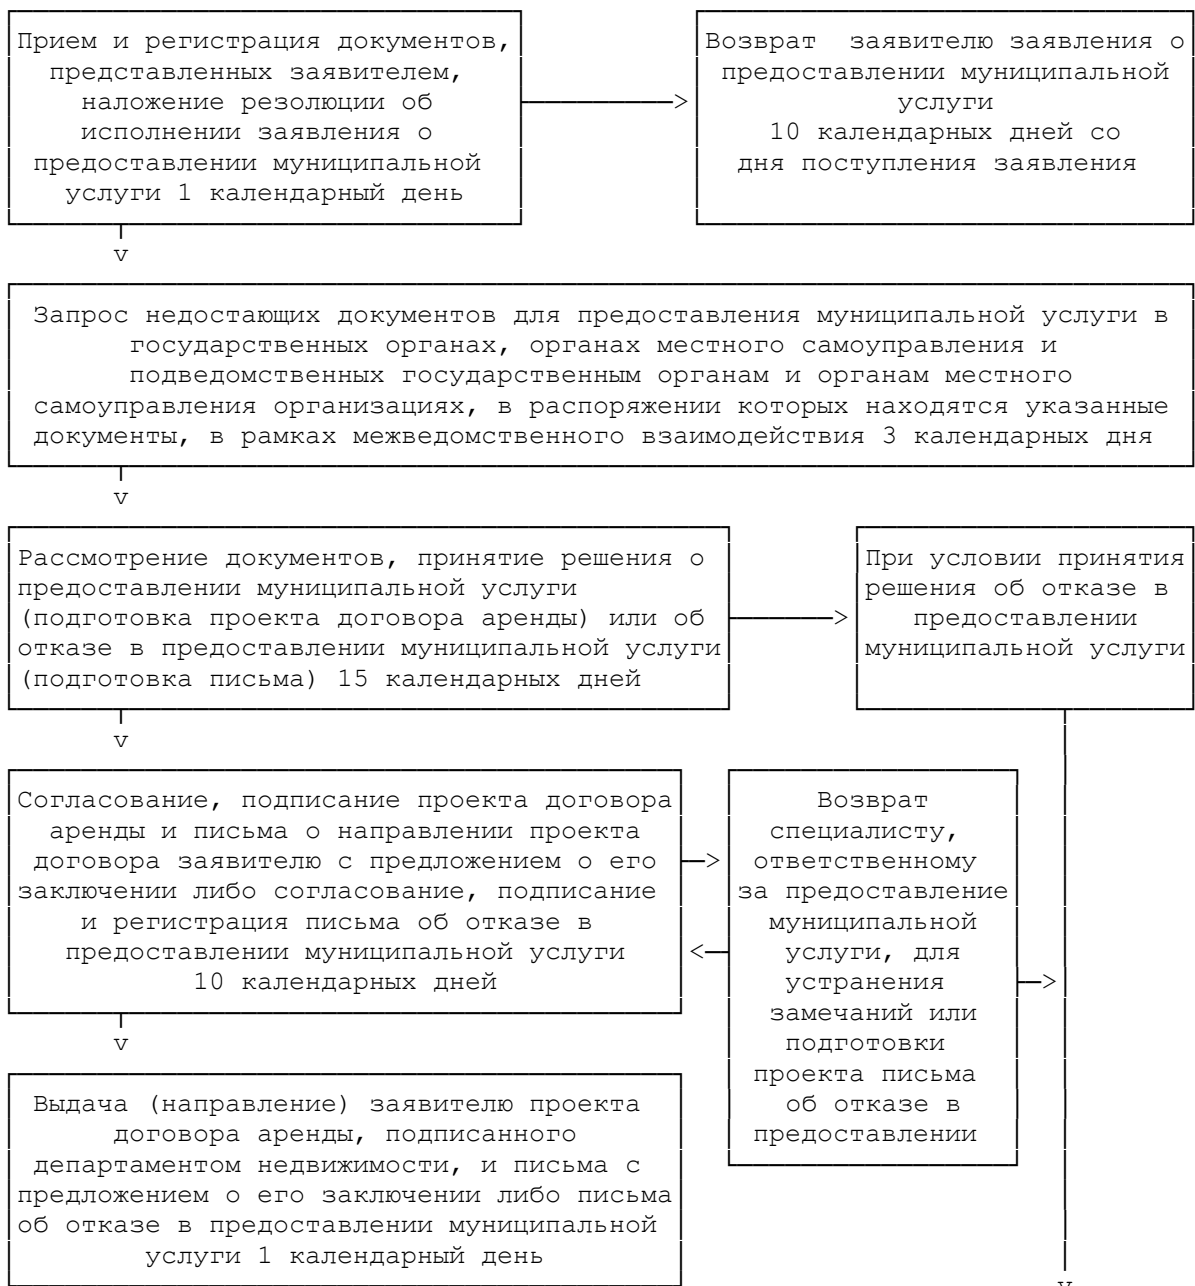 Прием и регистрация документов,
представленных заявителем,
наложение резолюции об
исполнении заявления о
предоставлении муниципальной
услуги 1 календарный день
Возврат  заявителю заявления о
предоставлении муниципальной
услуги
10 календарных дней со
дня поступления заявления
v
Запрос недостающих документов для предоставления муниципальной услуги в
государственных органах, органах местного самоуправления и
подведомственных государственным органам и органам местного
самоуправления организациях, в распоряжении которых находятся указанные
документы, в рамках межведомственного взаимодействия 3 календарных дня
v
Рассмотрение документов, принятие решения о
предоставлении муниципальной услуги
(подготовка проекта договора аренды) или об
отказе в предоставлении муниципальной услуги
(подготовка письма) 15 календарных дней
При условии принятия
решения об отказе в
предоставлении
муниципальной услуги
v
Согласование, подписание проекта договора
аренды и письма о направлении проекта
договора заявителю с предложением о его
заключении либо согласование, подписание
и регистрация письма об отказе в
предоставлении муниципальной услуги
10 календарных дней
Возврат
специалисту,
ответственному
за предоставление
муниципальной
услуги, для
устранения
замечаний или
подготовки
проекта письма
об отказе в
предоставлении
v
Выдача (направление) заявителю проекта
договора аренды, подписанного
департаментом недвижимости, и письма с
предложением о его заключении либо письма
об отказе в предоставлении муниципальной
услуги 1 календарный день
v